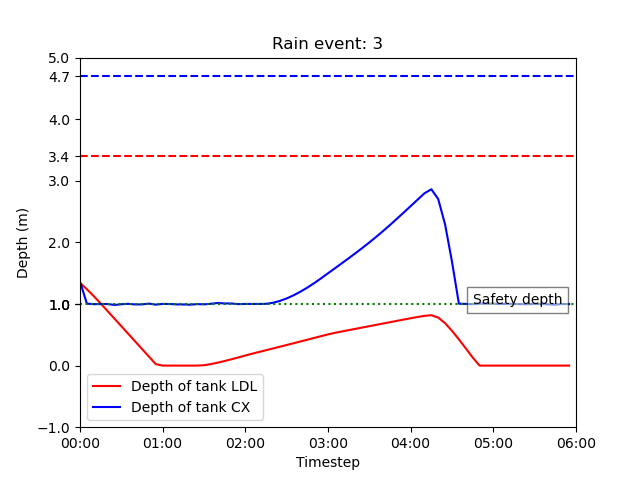 Rain event: 3
5.0
4.7
4.0
3.4
3.0
2.0
1.0
0.0
−1.0
Depth (m)
Safety depth
Depth of tank LDL
Depth of tank CX
00:00 01:00 02:00 03:00 04:00 05:00 06:00
Timestep